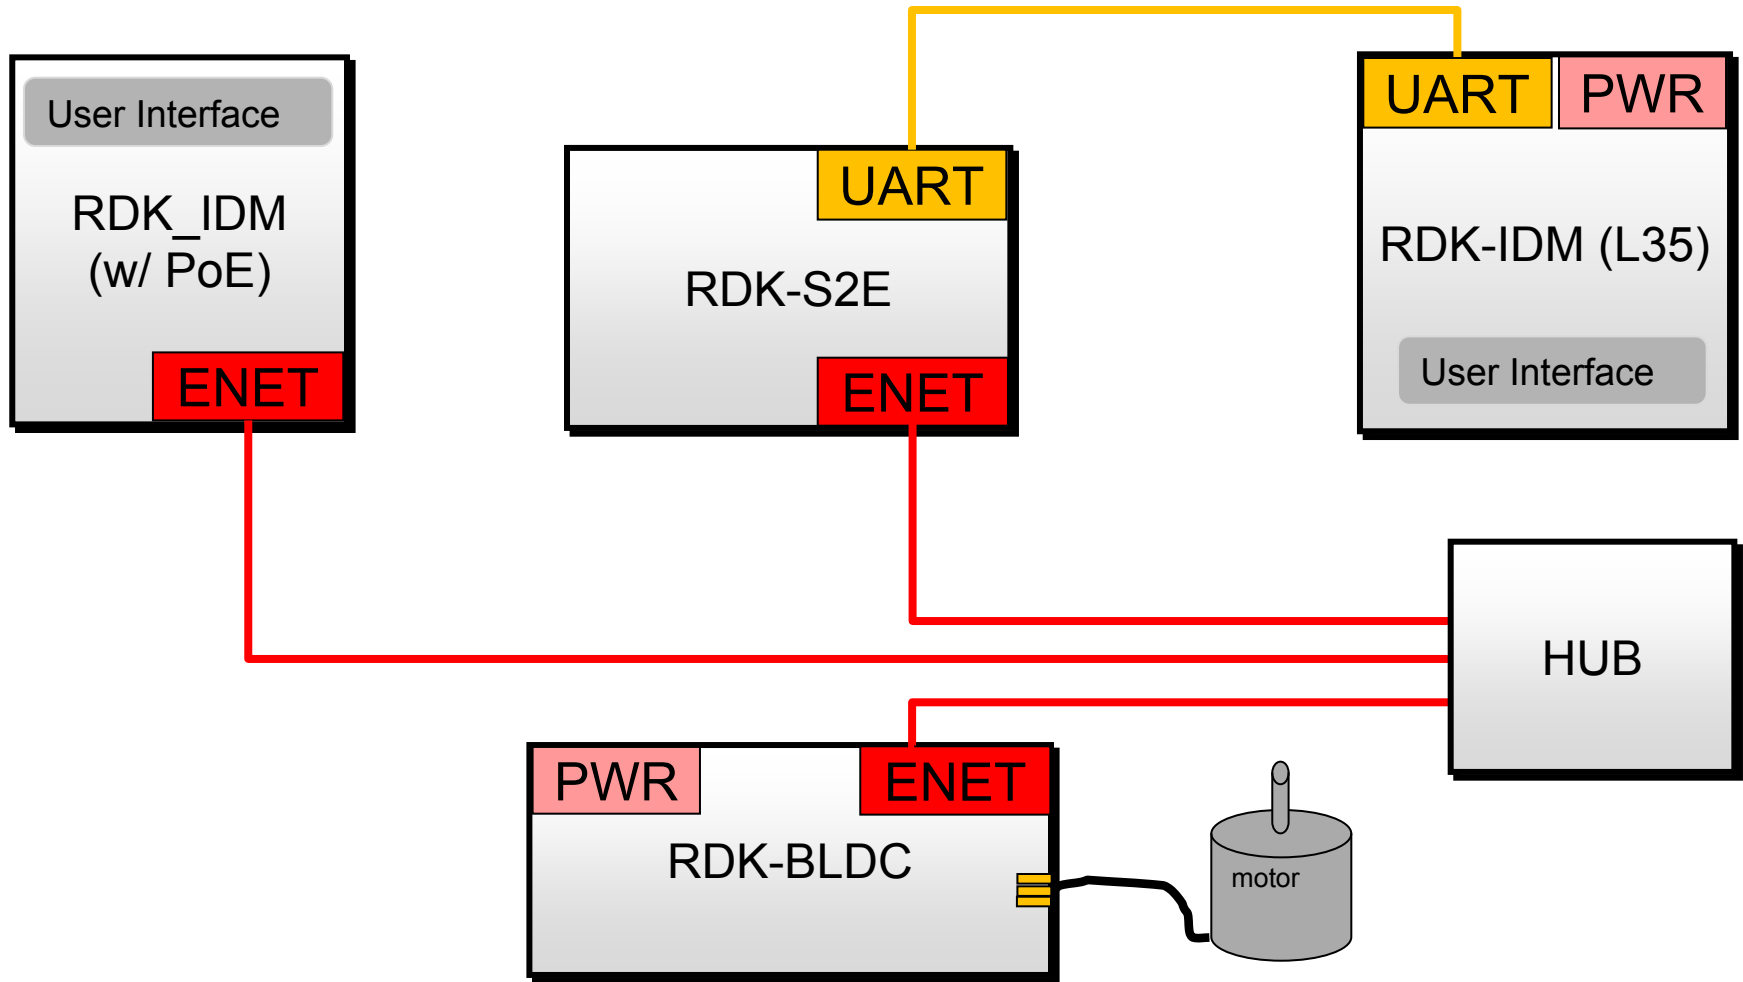 User Interface
RDK_IDM
(w/ PoE)
ENET
UART
RDK-S2E
ENET
UART
PWR
RDK-IDM (L35)
User Interface
HUB
PWR
ENET
RDK-BLDC
motor